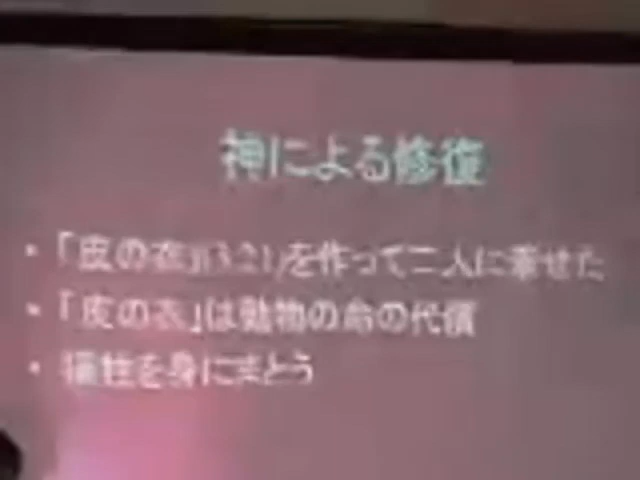 神による修復
・「皮の衣」(3:21)を作って二人に着せた
・「皮の衣」は動物の命の代償
・犠牲を身にまとう